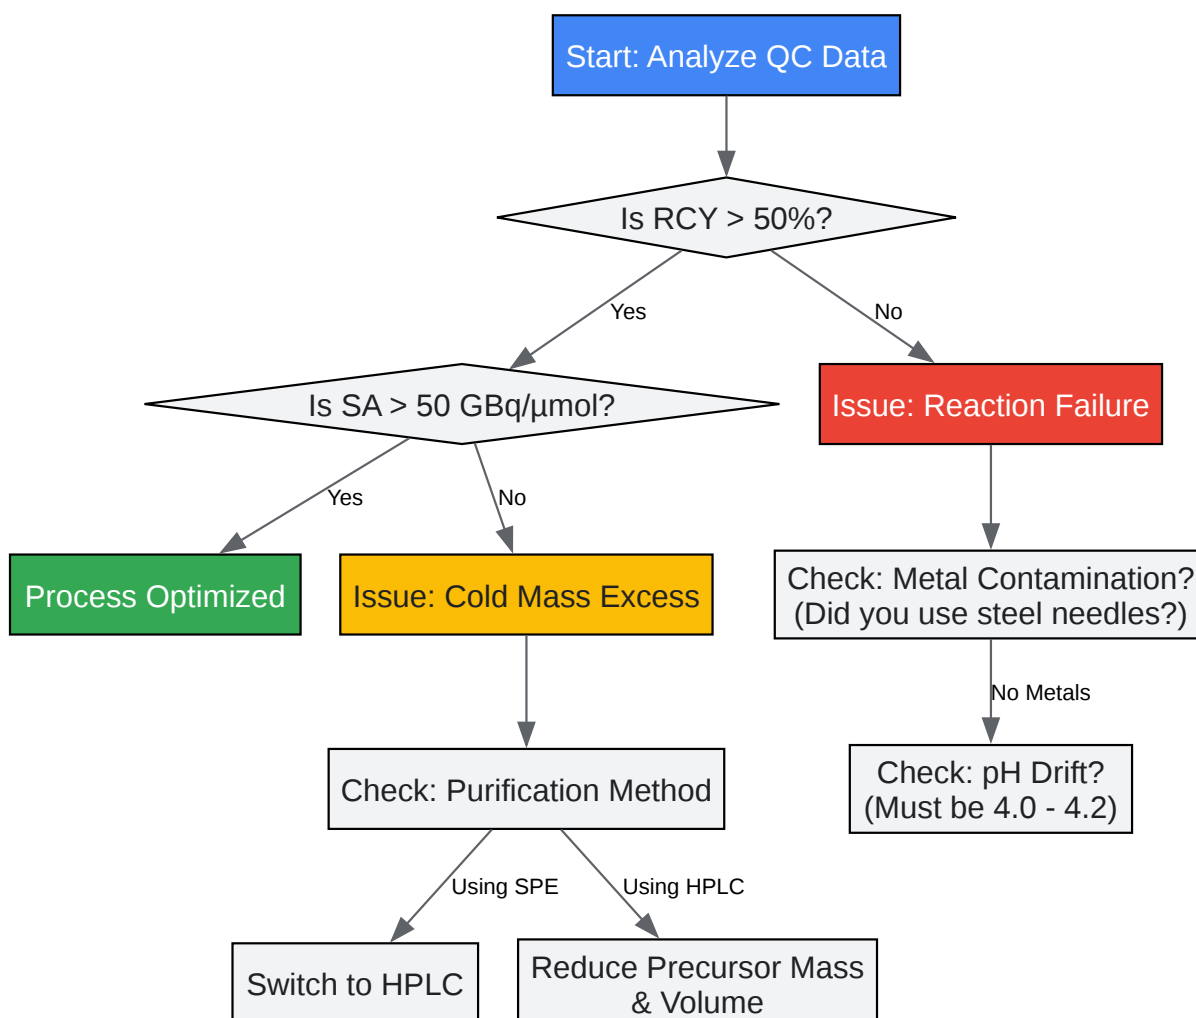 Start: Analyze QC Data
Is RCY > 50%?
Yes
No
Is SA > 50 GBq/µmol?
Issue: Reaction Failure
Yes
No
Process Optimized
Issue: Cold Mass Excess
Check: Metal Contamination?
(Did you use steel needles?)
No Metals
Check: Purification Method
Check: pH Drift?
(Must be 4.0 - 4.2)
Using SPE
Using HPLC
Switch to HPLC
Reduce Precursor Mass
& Volume